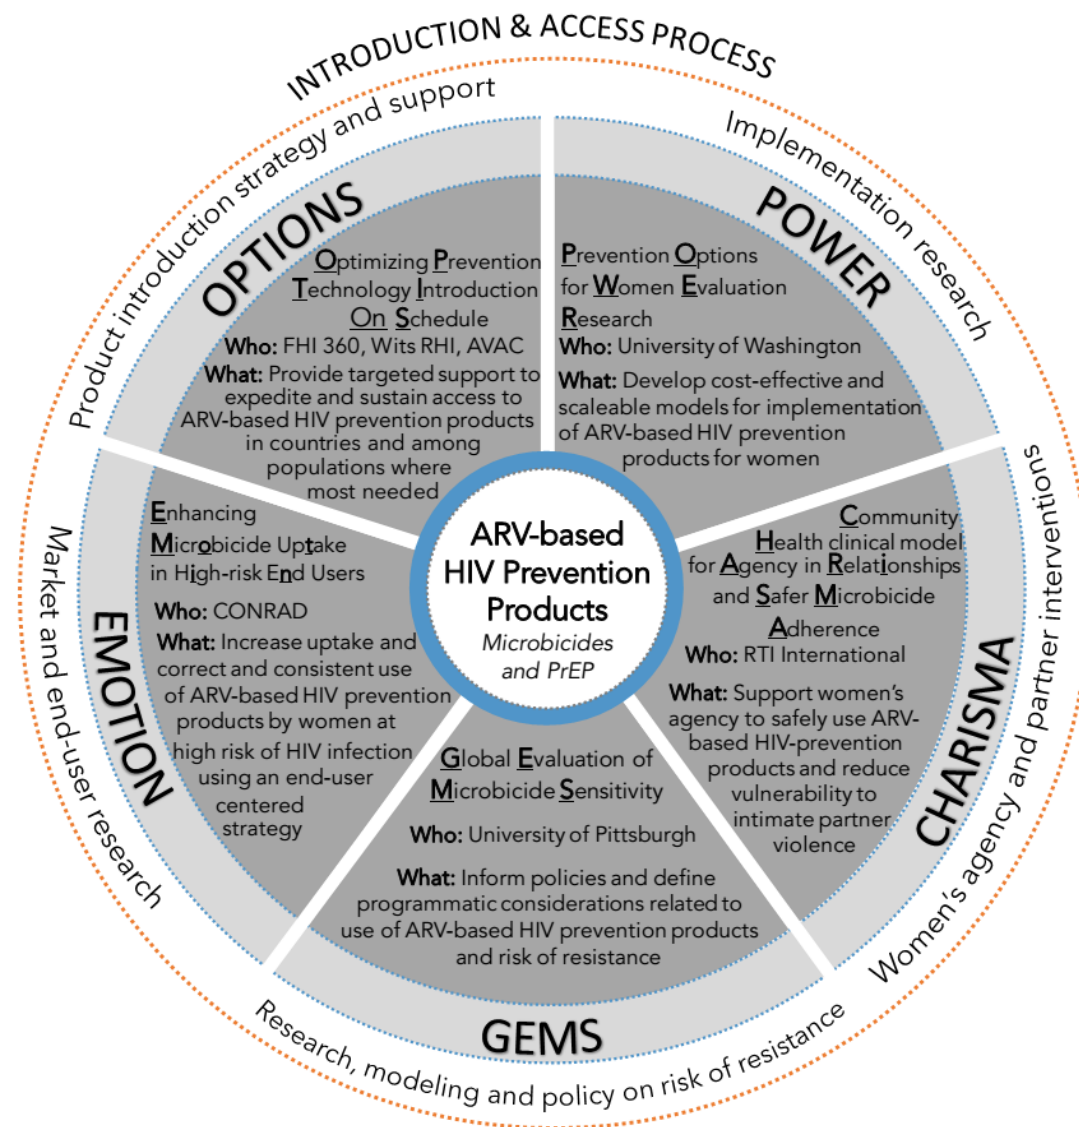 INTRODUCTION & ACCESS PROCESS
Product introduction strategy and support
OPTIONS
Optimizing Prevention
Technology Introduction
On Schedule
Who: FHI 360, Wits RHI, AVAC
What: Provide targeted support to
expedite and sustain access to
ARV-based HIV prevention products
in countries and among
populations where
most needed
Implementation research
POWER
Prevention Options
for Women Evaluation
Research
Who: University of Washington
What: Develop cost-effective and
scaleable models for implementation
of ARV-based HIV prevention
products for women
Women's agency and partner interventions
CHARISMA
Community
Health clinical model
for Agency in Relationships
and Safer Microbicide
Adherence
Who: RTI International
What: Support women's
agency to safely use ARV-
based HIV-prevention
products and reduce
vulnerability to
intimate partner
violence
Research, modeling and policy on risk of resistance
GEMS
Global Evaluation of
Microbicide Sensitivity
Who: University of Pittsburgh
What: Inform policies and define
programmatic considerations related to
use of ARV-based HIV prevention products
and risk of resistance
Market and end-user research
EMOTION
Enhancing
Microbicide Uptake
in High-risk End Users
Who: CONRAD
What: Increase uptake and
correct and consistent use
of ARV-based HIV prevention
products by women at
high risk of HIV infection
using an end-user
centered
strategy
ARV-based
HIV Prevention
Products
Microbicides
and PrEP